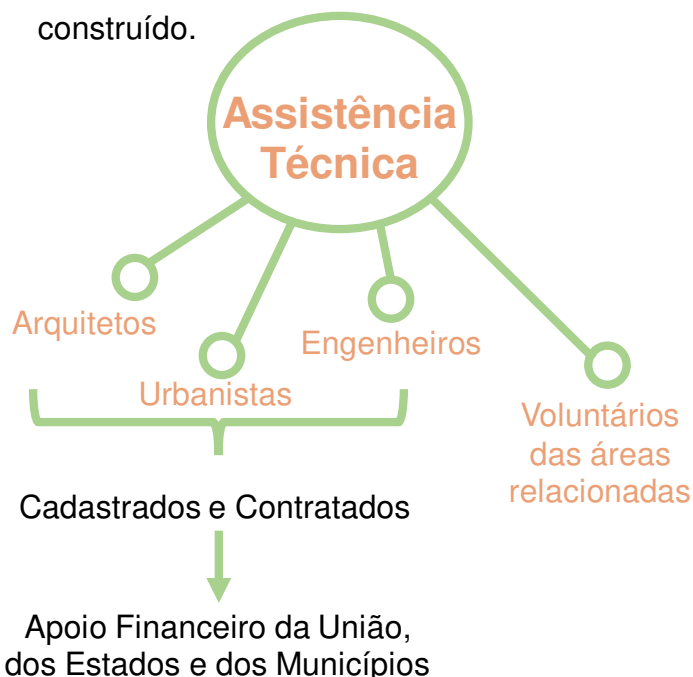 construído.
Assistência
Técnica
Arquitetos
Engenheiros
Urbanistas
Voluntários
das áreas
relacionadas
Cadastrados e Contratados
Apoio Financeiro da União,
dos Estados e dos Municípios